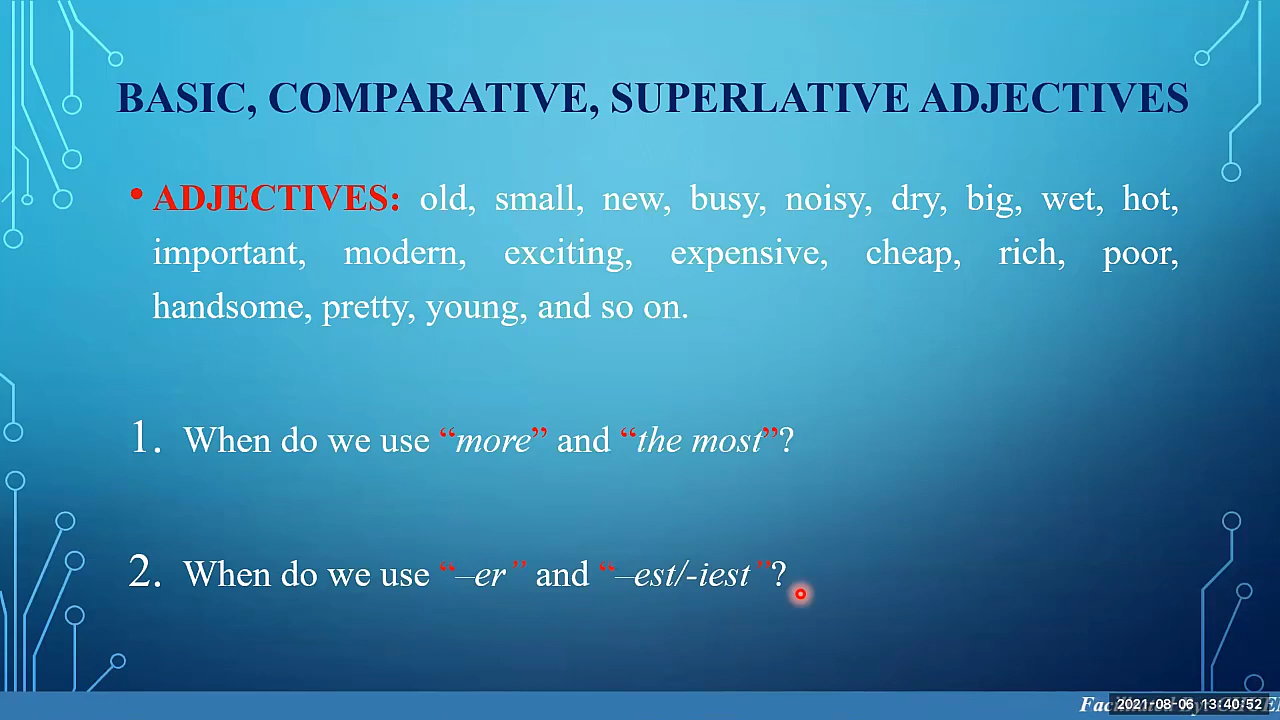 BASIC, COMPARATIVE, SUPERLATIVE ADJECTIVES
• ADJECTIVES: old, small, new, busy, noisy, dry, big, wet, hot,
important, modern, exciting, expensive, cheap, rich, poor,
handsome, pretty, young, and so on.
1. When do we use “more” and “the most”?
2. When do we use “–er ” and “–est/-iest ”?
2021-08-06 13:40:52